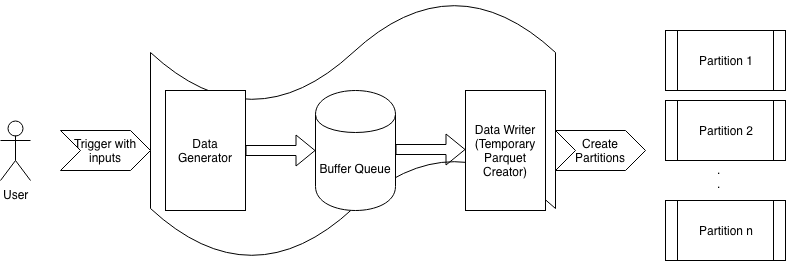 User
Trigger with
inputs
Data
Generator
Buffer Queue
Data Writer
(Temporary
Parquet
Creator)
Create
Partitions
Partition 1
Partition 2
.
.
Partition n